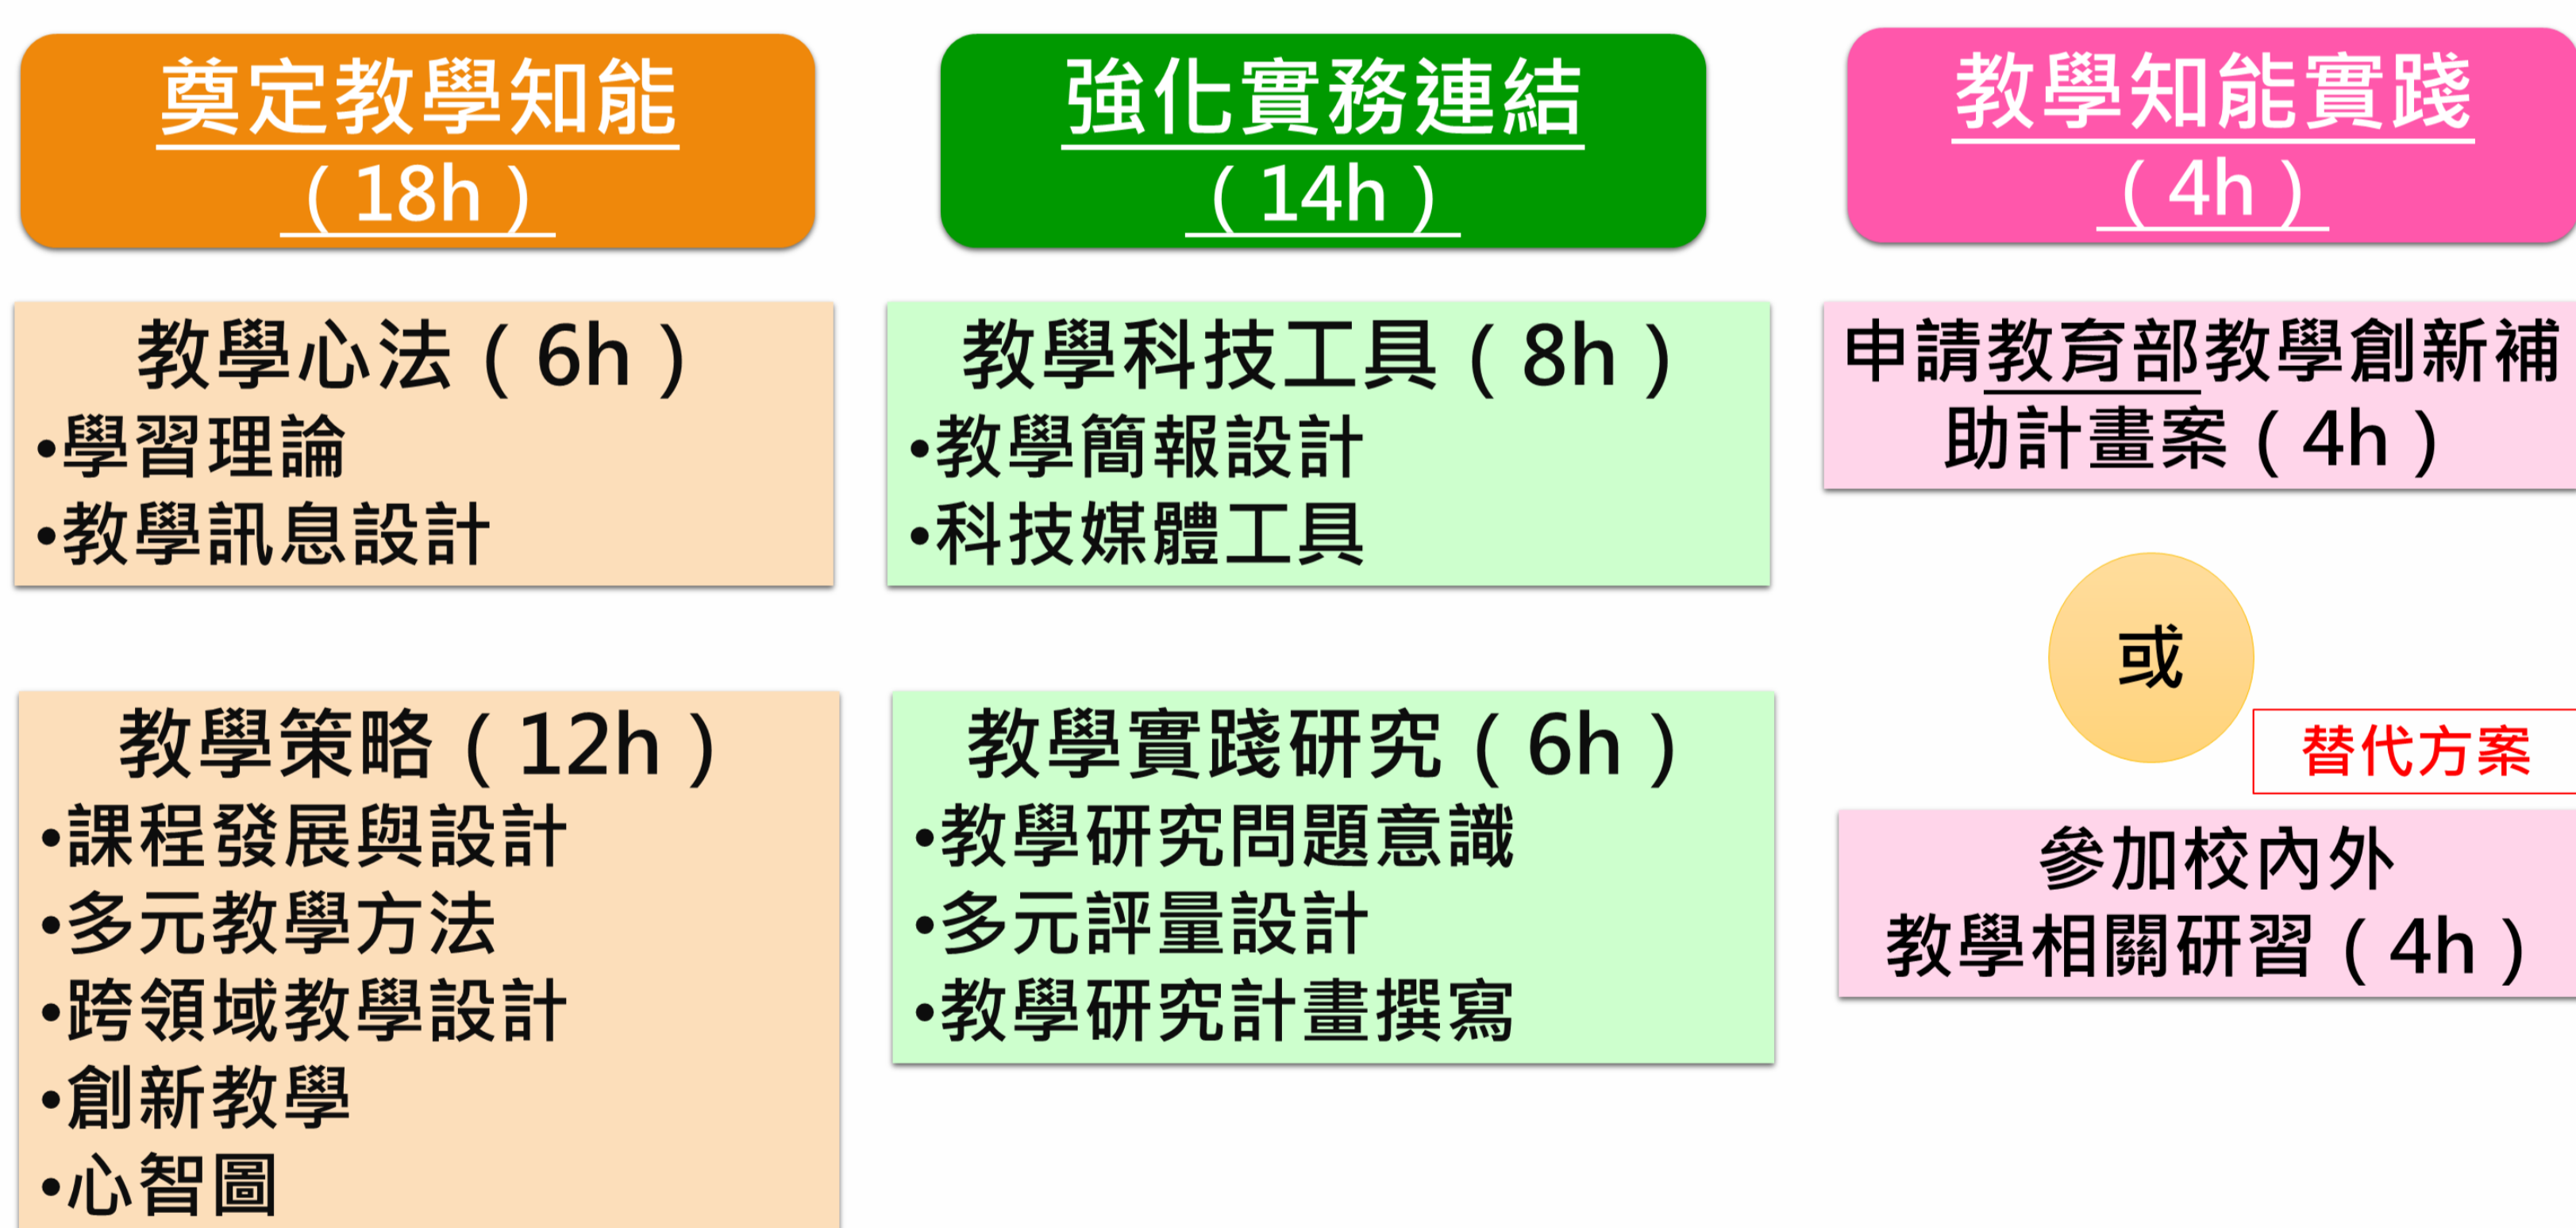 奠定教學知能
（18h）
教學心法（6h）
•學習理論
•教學訊息設計
教學策略（12h）
•課程發展與設計
•多元教學方法
•跨領域教學設計
•創新教學
•心智圖
強化實務連結
（14h）
教學科技工具（8h）
•教學簡報設計
•科技媒體工具
教學實踐研究（6h）
•教學研究問題意識
•多元評量設計
•教學研究計畫撰寫
教學知能實踐
（4h）
申請教育部教學創新補
助計畫案（4h）
或
替代方案
參加校內外
教學相關研習（4h）